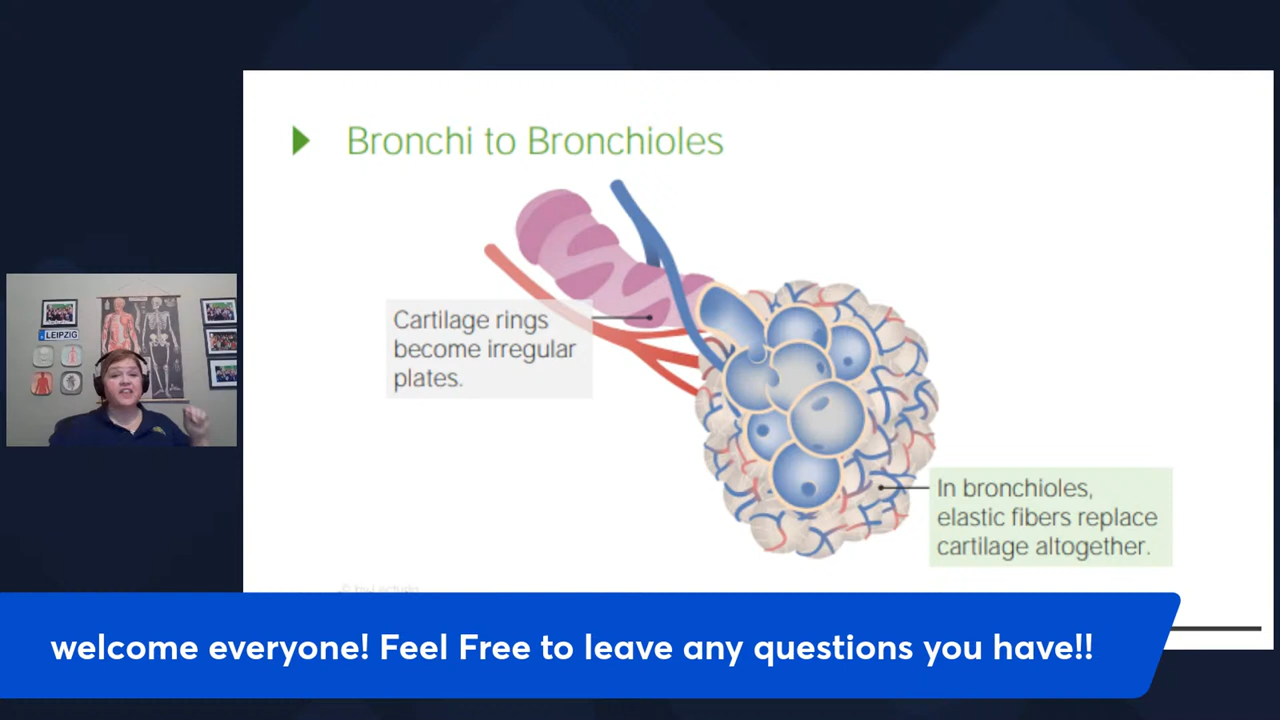 Bronchi to Bronchioles
Cartilage rings
become irregular
plates.
LEIPZIG
In bronchioles,
elastic fibers replace
cartilage altogether.
welcome everyone! Feel Free to leave any questions you have!!